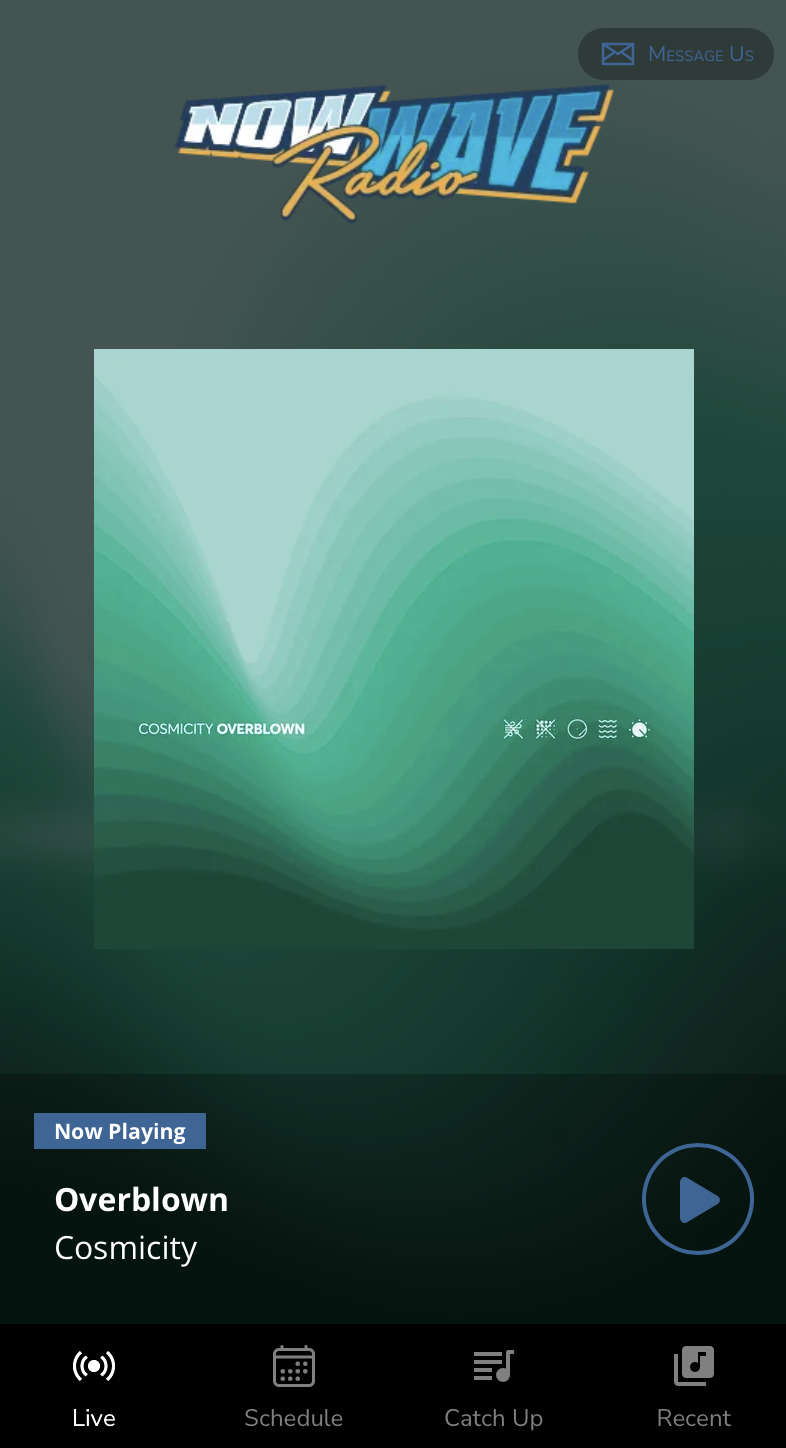 Message Us
NOW WAVE
Radio
COSMICITY OVERBLOWN
Now Playing
Overblown
Cosmicity
Live
Schedule
Catch Up
Recent